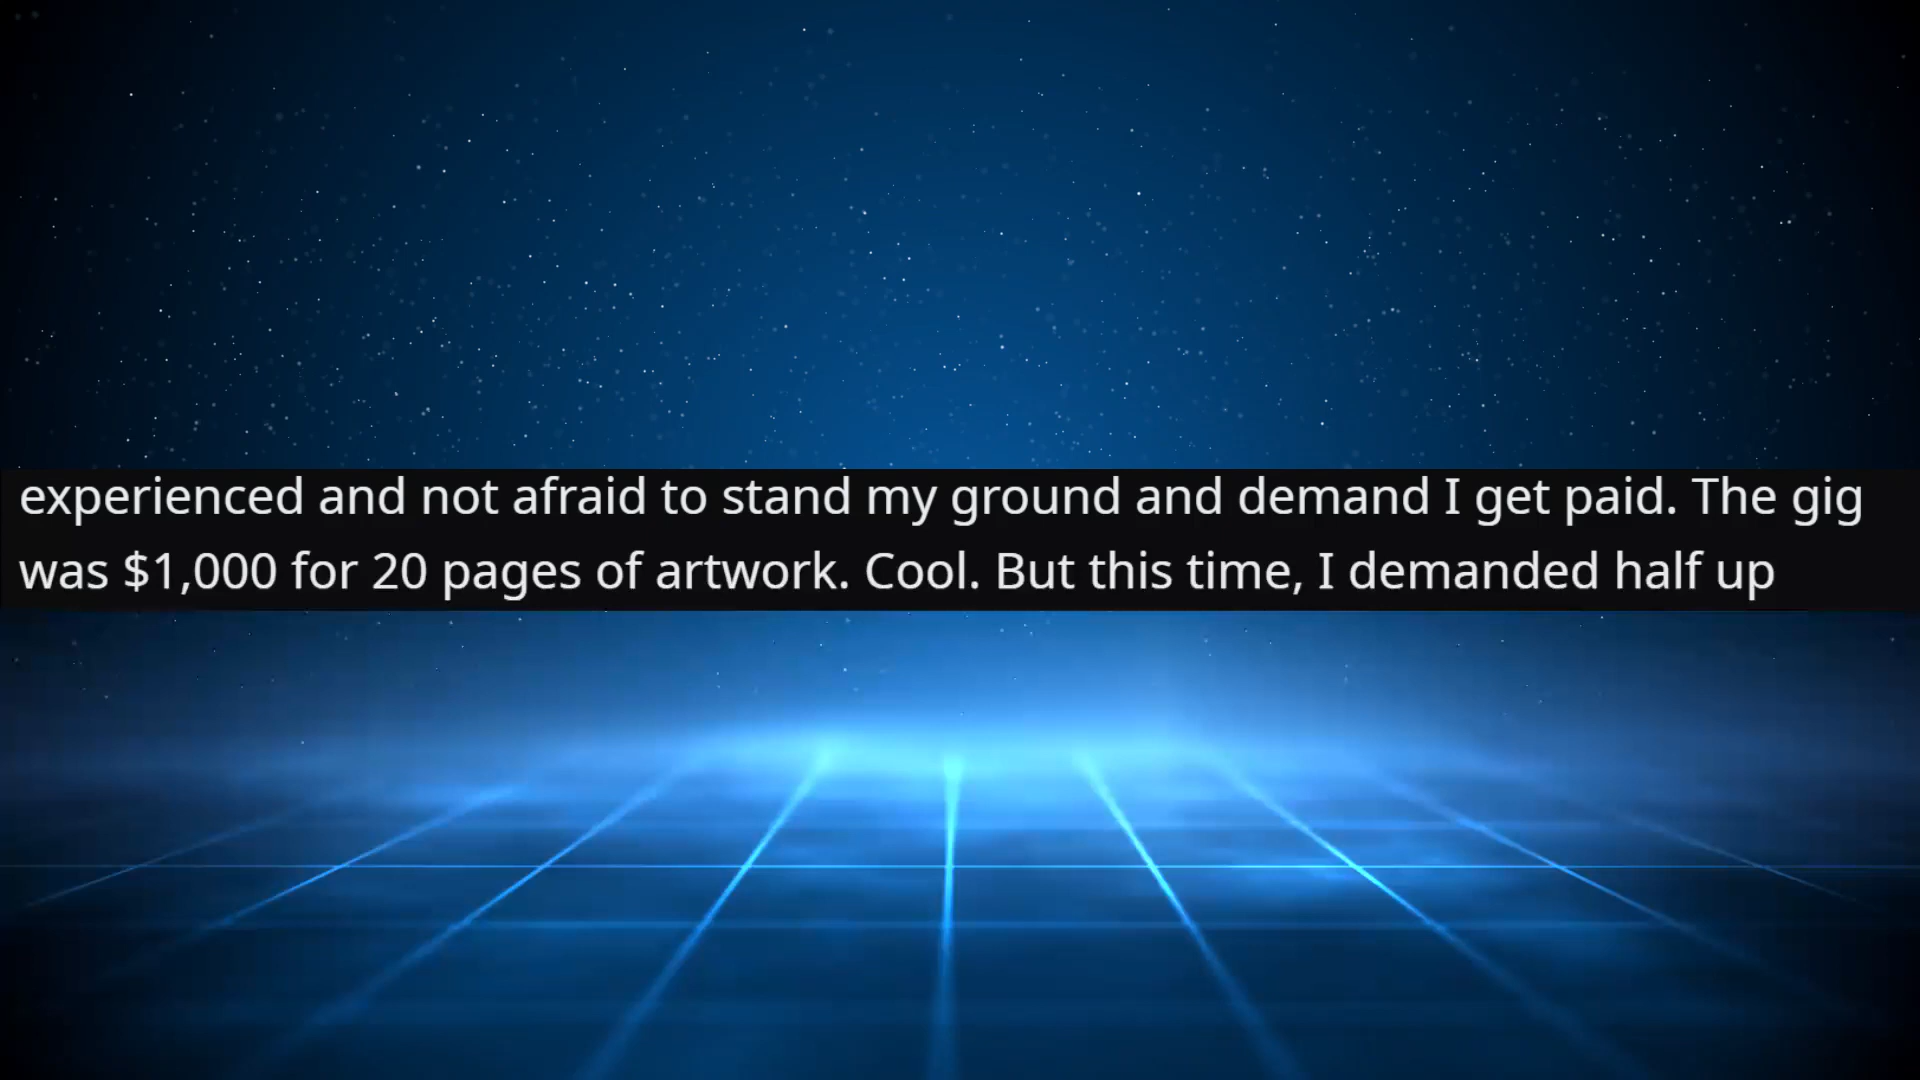 experienced and not afraid to stand my ground and demand I get paid. The gig
was $1,000 for 20 pages of artwork. Cool. But this time, I demanded half up